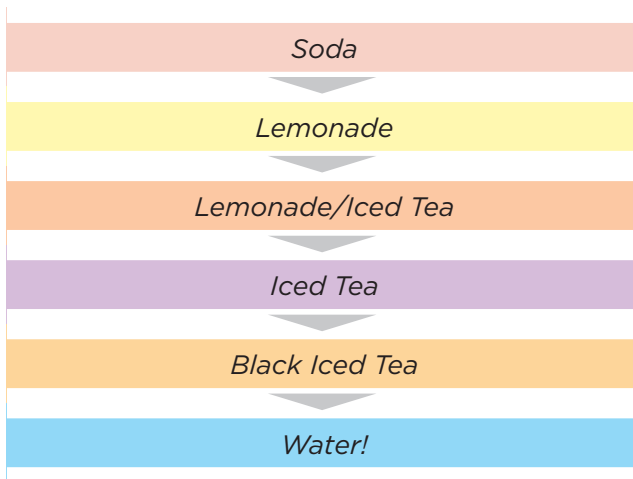 Soda
Lemonade
Lemonade/Iced Tea
Iced Tea
Black Iced Tea
Water!